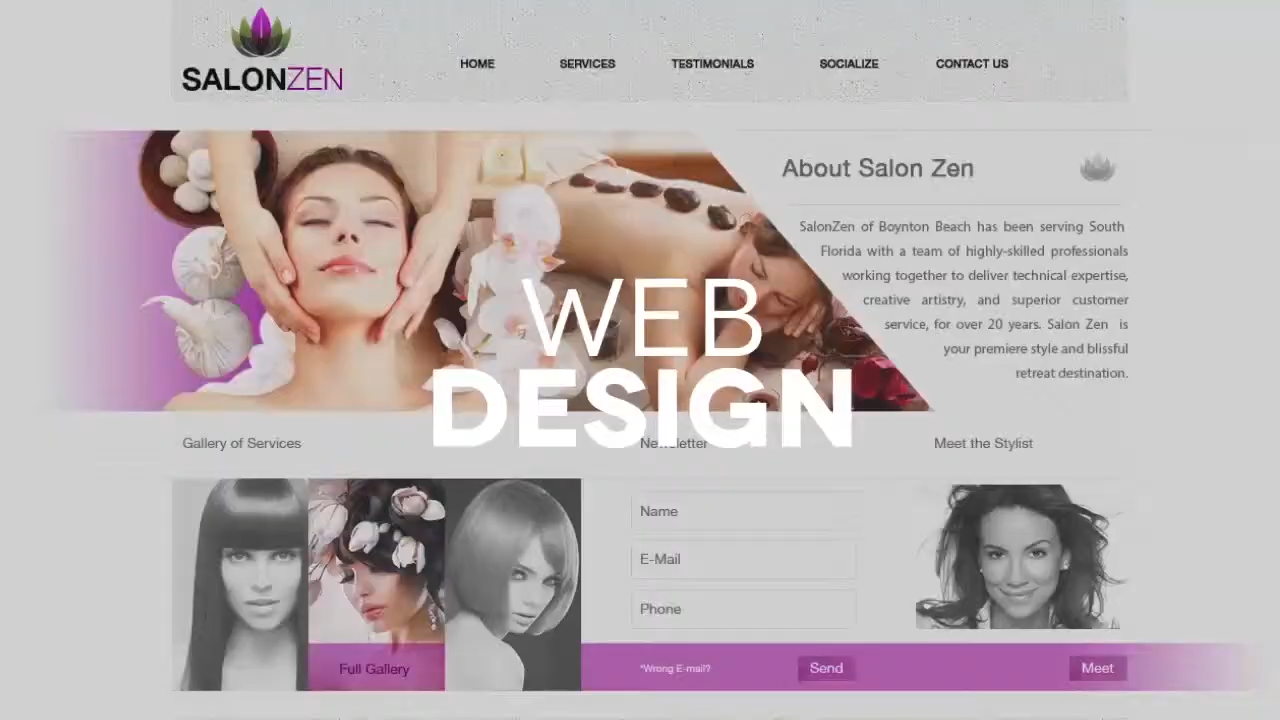 SALONZEN
HOME SERVICES TESTIMONIALS SOCIALIZE CONTACT US
About Salon Zen
SalonZen of Boynton Beach has been serving South
Florida with a team of highly-skilled professionals
working together to deliver technical expertise,
creative artistry, and superior customer
service, for over 20 years. Salon Zen is
your premiere style and blissful
retreat destination.
WEB
DESIGN
Gallery of Services
Newsletter
Meet the Stylist
Name
E-Mail
Phone
Full Gallery
*Wrong E-mail?
Send
Meet